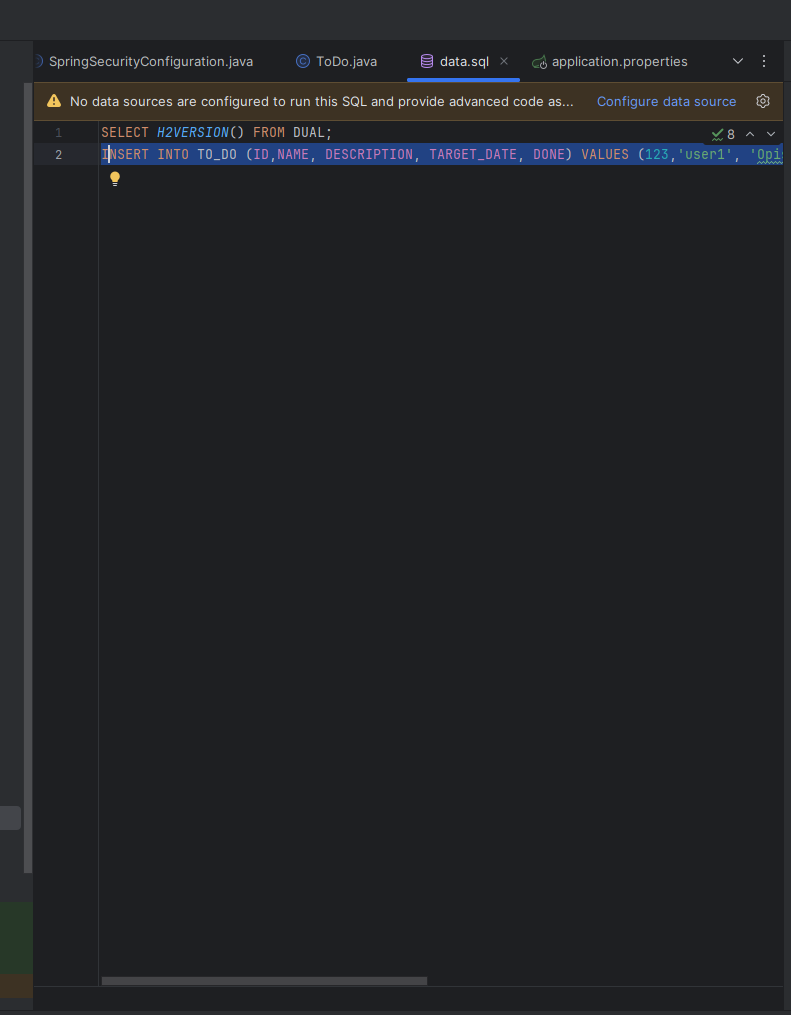 SpringSecurityConfiguration.java ToDo.java data.sql application.properties
No data sources are configured to run this SQL and provide advanced code as... Configure data source
1 SELECT H2VERSION() FROM DUAL; 8
2 INSERT INTO TO_DO (ID,NAME, DESCRIPTION, TARGET_DATE, DONE) VALUES (123,'user1', 'Opi